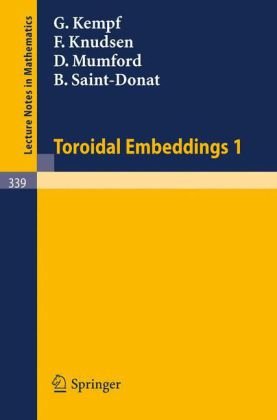 G. Kempf
F. Knudsen
D. Mumford
B. Saint-Donat
Lecture Notes in Mathematics
Toroidal Embeddings 1
339
Springer